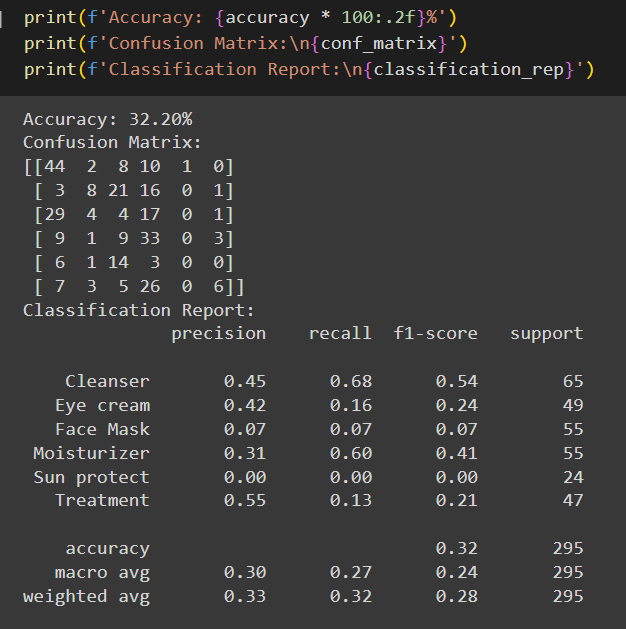 print(f'Accuracy: {accuracy * 100:.2f}%')
print(f'Confusion Matrix:\n{conf_matrix}')
print(f'Classification Report:\n{classification_rep}')
Accuracy: 32.20%
Confusion Matrix:
[[44  2  8 10  1  0]
 [ 3  8 21 16  0  1]
 [29  4  4 17  0  1]
 [ 9  1  9 33  0  3]
 [ 6  1 14  3  0  0]
 [ 7  3  5 26  0  6]]
Classification Report:
              precision    recall  f1-score   support
    Cleanser       0.45      0.68      0.54        65
   Eye cream       0.42      0.16      0.24        49
   Face Mask       0.07      0.07      0.07        55
 Moisturizer       0.31      0.60      0.41        55
 Sun protect       0.00      0.00      0.00        24
   Treatment       0.55      0.13      0.21        47
    accuracy                           0.32       295
   macro avg       0.30      0.27      0.24       295
weighted avg       0.33      0.32      0.28       295